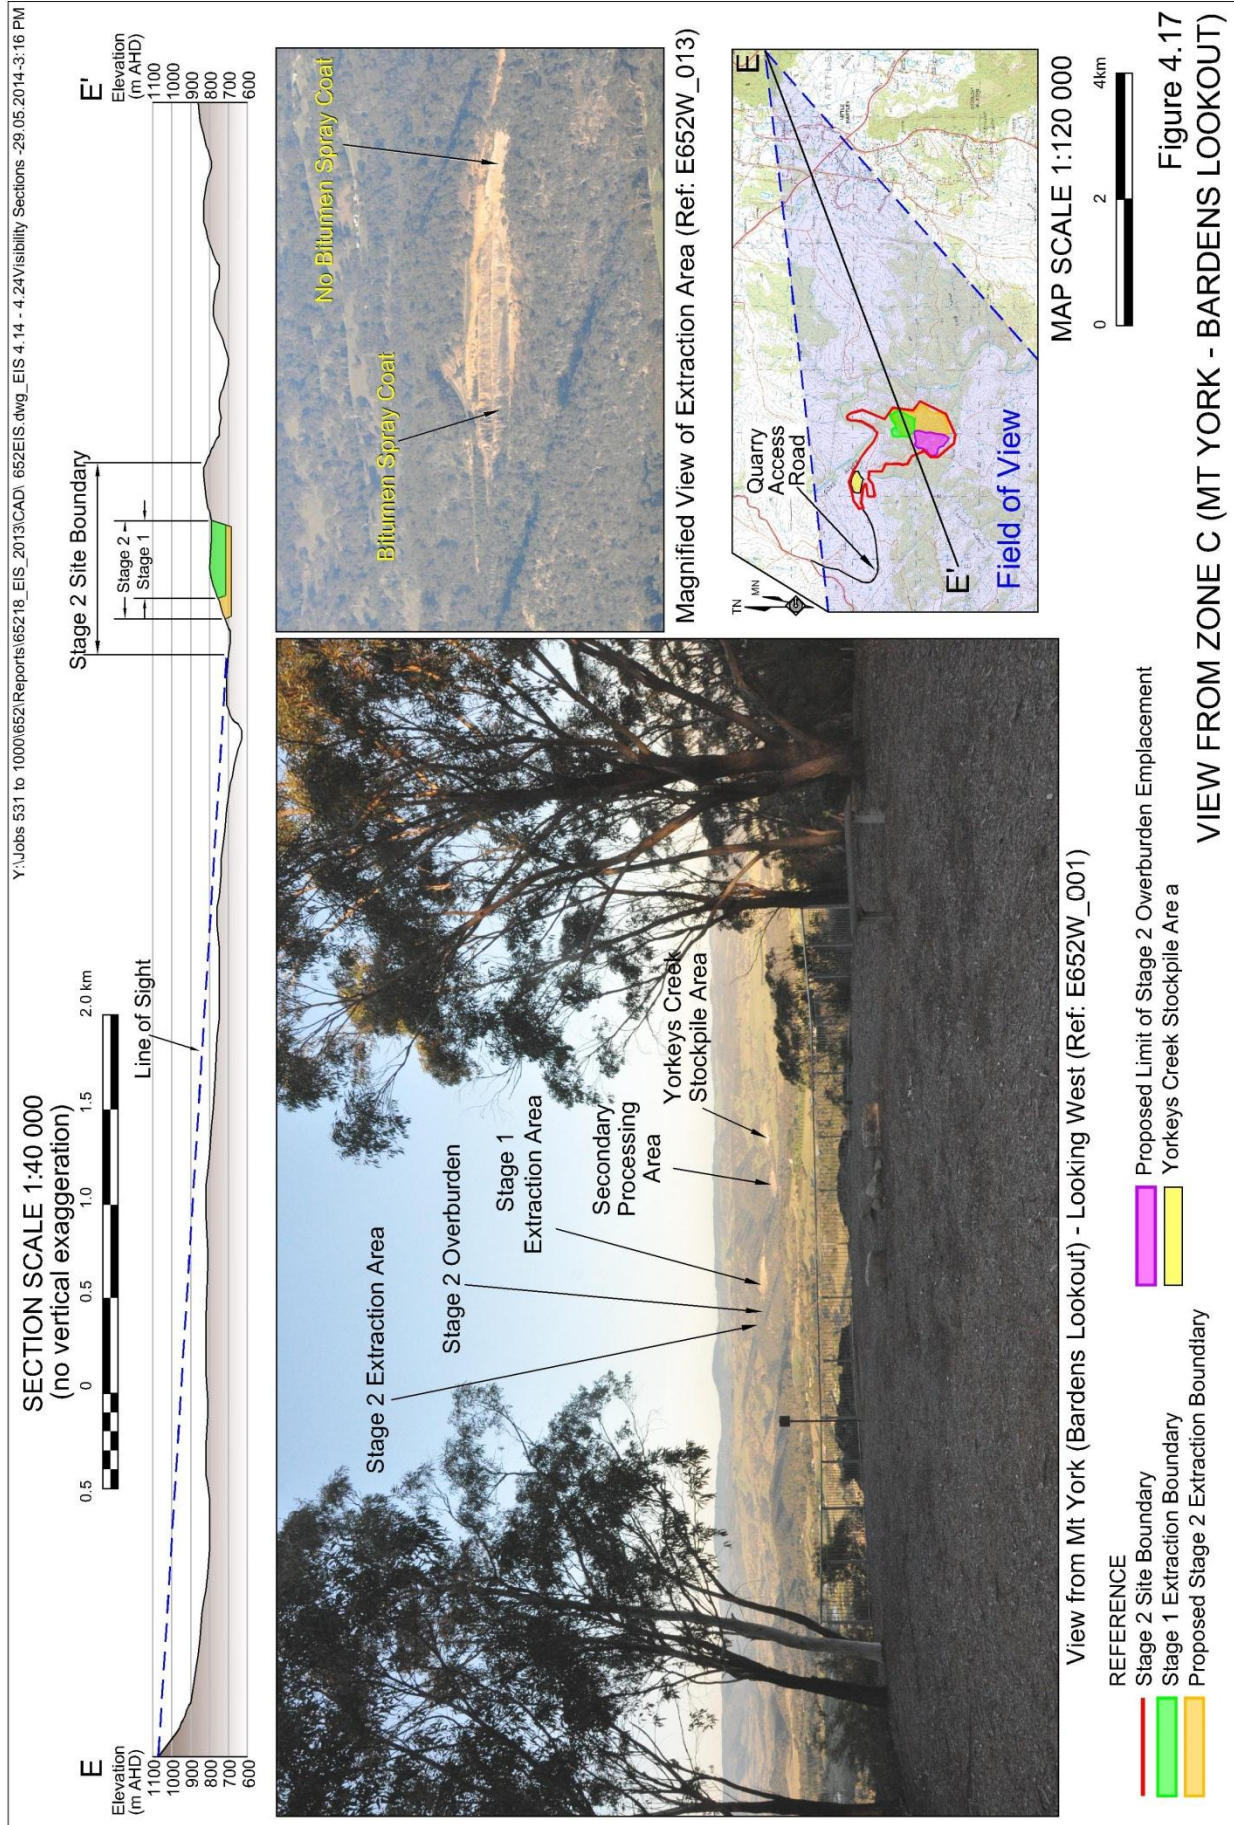 Y:\Jobs 531 to 1000\652\Reports\65218_EIS_2013\CAD\ 652EIS.dwg_EIS 4.14 - 4.24Visibility Sections -29.05.2014-3:16 PM
SECTION SCALE 1:40 000
(no vertical exaggeration)
0.5
0
0.5
1.0
1.5
2.0 km
E
Elevation
(m AHD)
1100
1000
900
800
700
600
Line of Sight
Stage 2 Site Boundary
Stage 2
Stage 1
E'
Elevation
(m AHD)
1100
1000
900
800
700
600
Stage 2 Extraction Area
Stage 2 Overburden
Stage 1
Extraction Area
Secondary
Processing
Area
Yorkeys Creek
Stockpile Area
View from Mt York (Bardens Lookout) - Looking West (Ref: E652W_001)
Bitumen Spray Coat
No Bitumen Spray Coat
Magnified View of Extraction Area (Ref: E652W_013)
TN
MN
Quarry
Access
Road
E
E'
Field of View
MAP SCALE 1:120 000
0
2
4km
REFERENCE
Stage 2 Site Boundary
Stage 1 Extraction Boundary
Proposed Stage 2 Extraction Boundary
Proposed Limit of Stage 2 Overburden Emplacement
Yorkeys Creek Stockpile Are a
Figure 4.17
VIEW FROM ZONE C (MT YORK - BARDENS LOOKOUT)